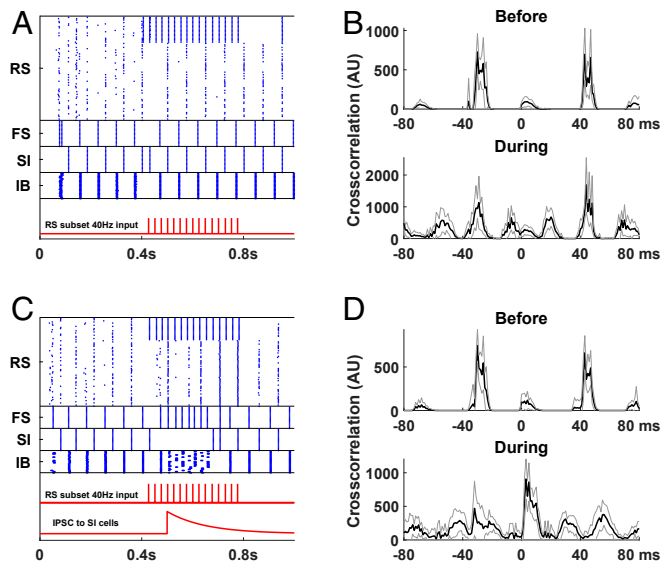 A
RS
FS
SI
IB
RS subset 40Hz input
0 0.4s 0.8s
B
Before
Crosscorrelation (AU)
1000
500
0
-80 -40 0 40 80 ms
During
2000
1000
0
-80 -40 0 40 80 ms
C
RS
FS
SI
IB
RS subset 40Hz input
IPSC to SI cells
0 0.4s 0.8s
D
Before
Crosscorrelation (AU)
500
0
-80 -40 0 40 80 ms
During
1000
500
0
-80 -40 0 40 80 ms